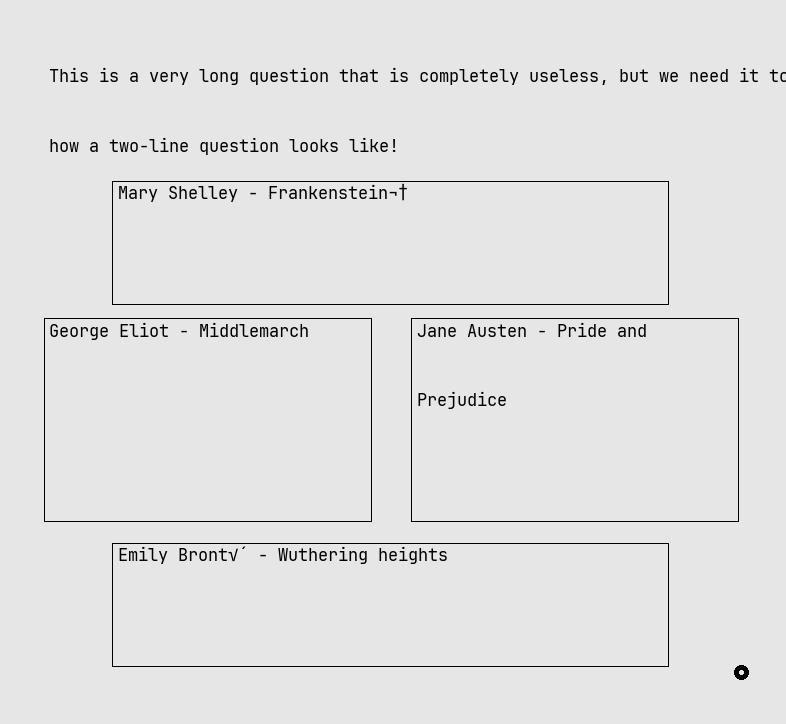 This is a very long question that is completely useless, but we need it to
how a two-line question looks like!
Mary Shelley - Frankenstein¬†
George Eliot - Middlemarch
Jane Austen - Pride and
Prejudice
Emily Bront√´ - Wuthering heights